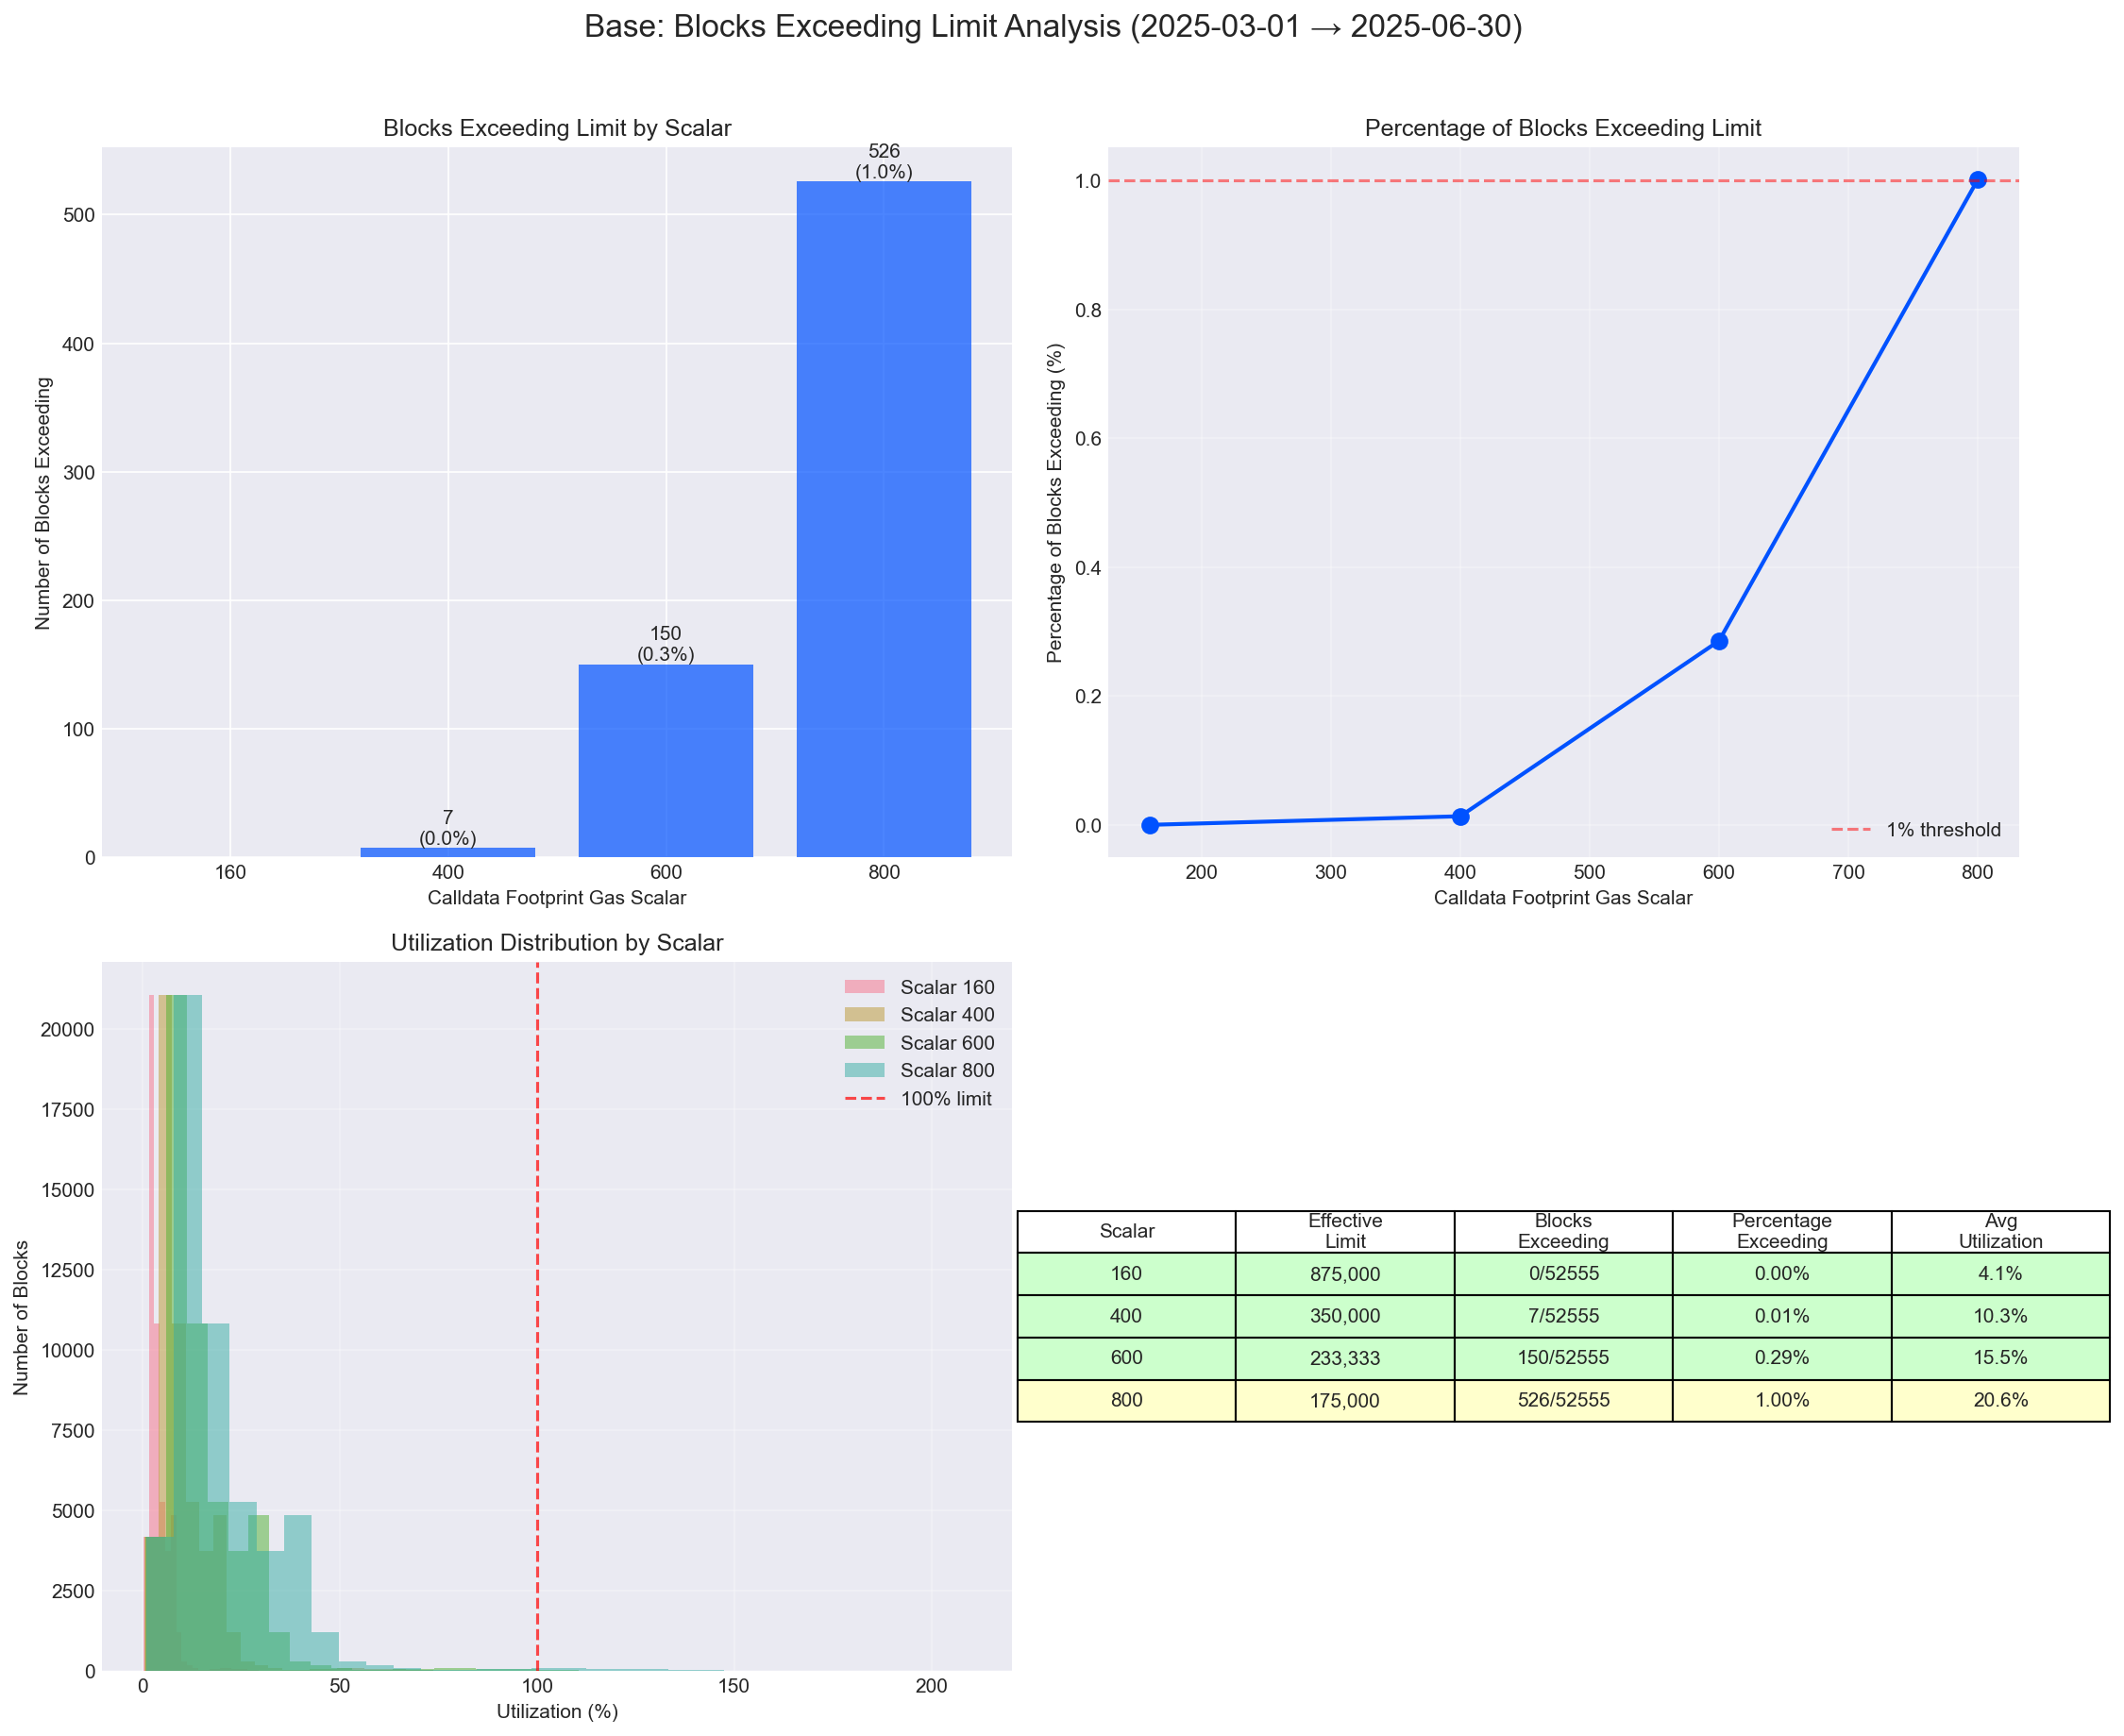 Base: Blocks Exceeding Limit Analysis (2025-03-01 → 2025-06-30)
Blocks Exceeding Limit by Scalar
Number of Blocks Exceeding
500
400
300
200
100
0
526
(1.0%)
150
(0.3%)
7
(0.0%)
160
400
600
800
Calldata Footprint Gas Scalar
Percentage of Blocks Exceeding Limit
Percentage of Blocks Exceeding (%)
1.0
0.8
0.6
0.4
0.2
0.0
1% threshold
200
300
400
500
600
700
800
Calldata Footprint Gas Scalar
Utilization Distribution by Scalar
Number of Blocks
20000
17500
15000
12500
10000
7500
5000
2500
0
Scalar 160
Scalar 400
Scalar 600
Scalar 800
100% limit
0
50
100
150
200
Utilization (%)
Scalar
Effective
Limit
Blocks
Exceeding
Percentage
Exceeding
Avg
Utilization
160
875,000
0/52555
0.00%
4.1%
400
350,000
7/52555
0.01%
10.3%
600
233,333
150/52555
0.29%
15.5%
800
175,000
526/52555
1.00%
20.6%